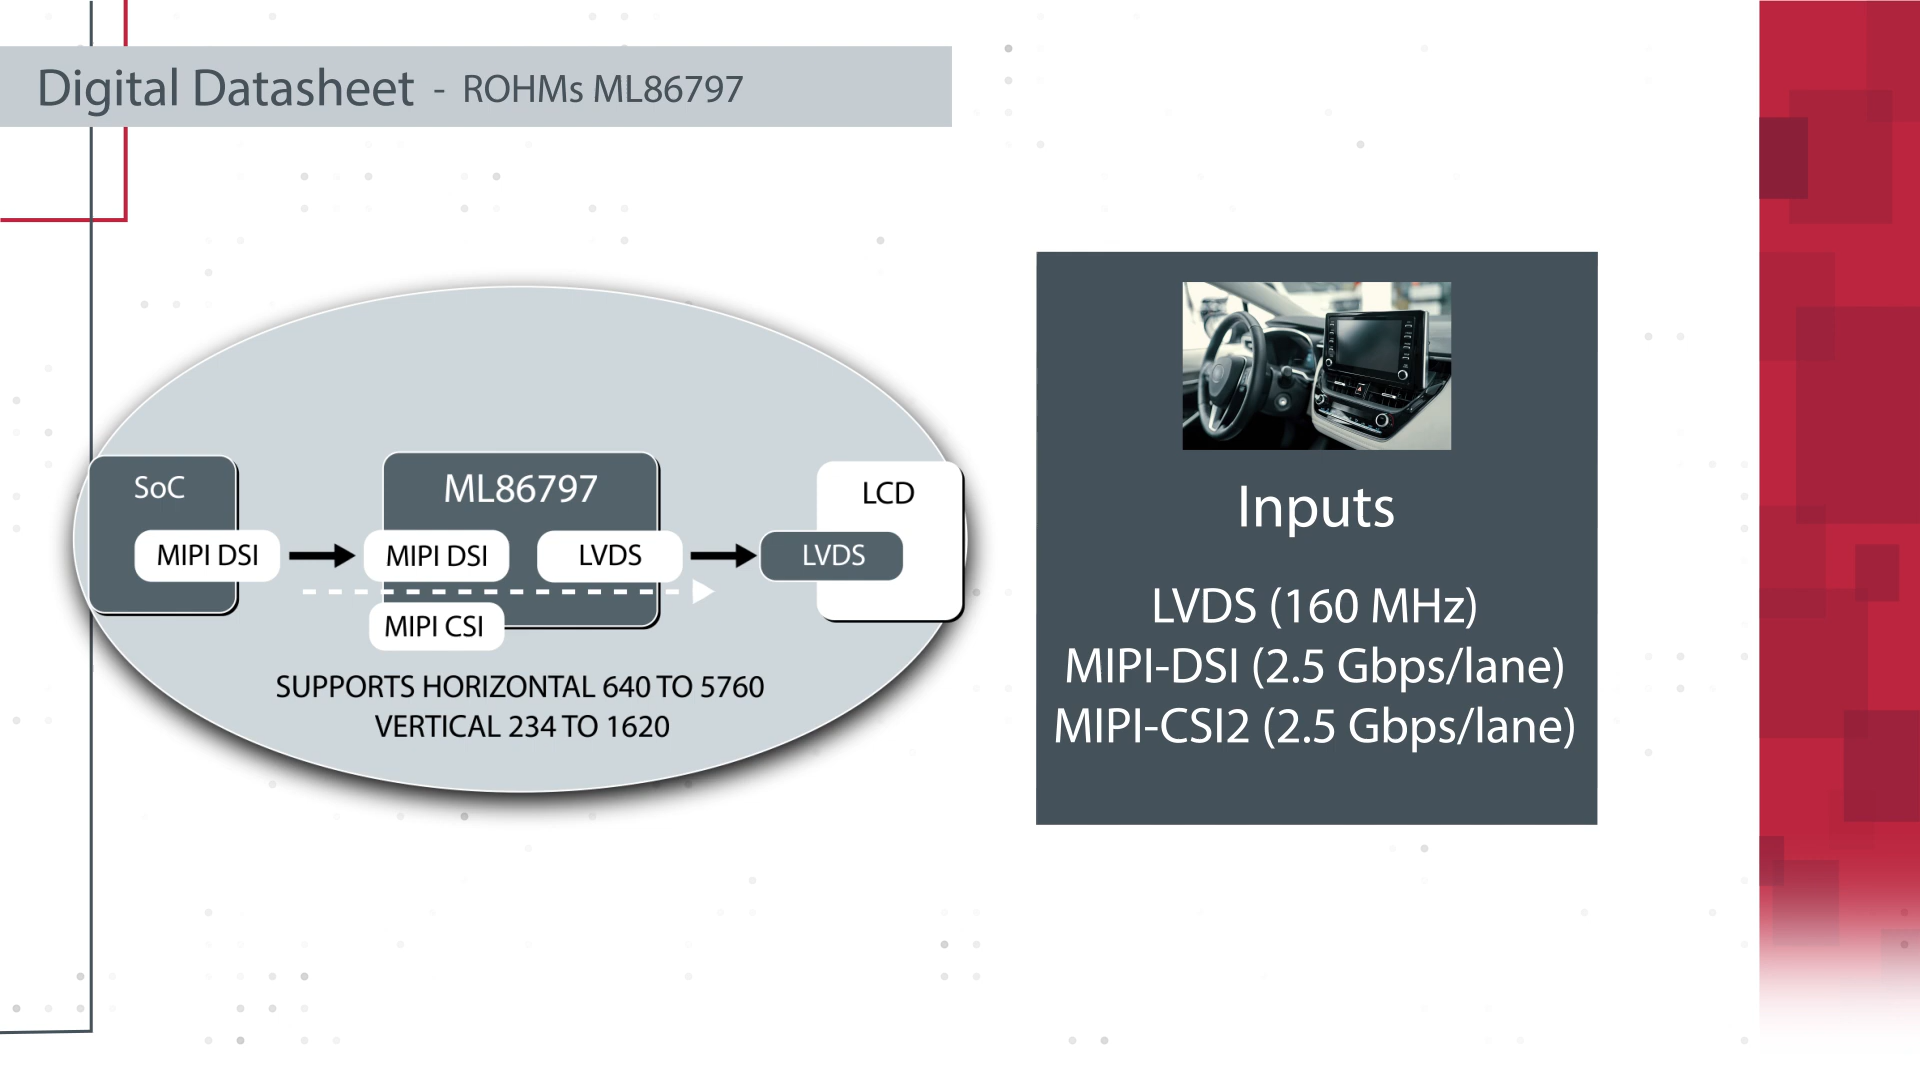 Digital Datasheet - ROHMs ML86797
SoC
MIPI DSI
ML86797
MIPI DSI
LVDS
MIPI CSI
LCD
LVDS
SUPPORTS HORIZONTAL 640 TO 5760
VERTICAL 234 TO 1620
Inputs
LVDS (160 MHz)
MIPI-DSI (2.5 Gbps/lane)
MIPI-CSI2 (2.5 Gbps/lane)